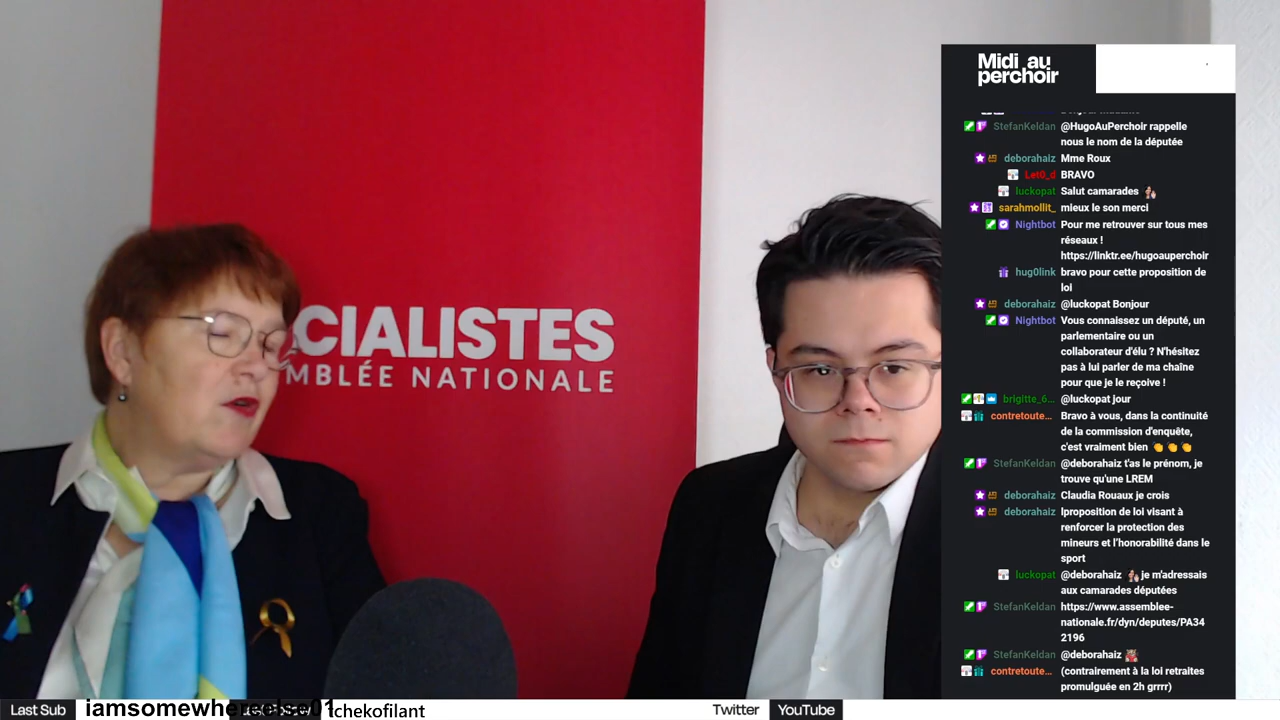 CIALISTES
MBLÉE NATIONALE
Midi au
perchoir
StefanKeldan @HugoAuPerchoir rappelle
nous le nom de la députée
deborahaiz Mme Roux
Let0_d BRAVO
luckopat Salut camarades
sarahmollit_ mieux le son merci
Nightbot Pour me retrouver sur tous mes
réseaux !
https://linktr.ee/hugoauperchoir
hug0link bravo pour cette proposition de
loi
deborahaiz @luckopat Bonjour
Nightbot Vous connaissez un député, un
parlementaire ou un
collaborateur d'élu ? N'hésitez
pas à lui parler de ma chaîne
pour que je le reçoive !
brigitte_6... @luckopat jour
contretoute... Bravo à vous, dans la continuité
de la commission d'enquête,
c'est vraiment bien
StefanKeldan @deborahaiz t'as le prénom, je
trouve qu'une LREM
deborahaiz Claudia Rouaux je crois
deborahaiz lproposition de loi visant à
renforcer la protection des
mineurs et l'honorabilité dans le
sport
luckopat @deborahaiz je m'adressais
aux camarades députées
StefanKeldan https://www.assemblee-
nationale.fr/dyn/deputes/PA34
2196
StefanKeldan @deborahaiz
contretoute... (contrairement à la loi retraites
promulguée en 2h grrrr)
Last Sub iamsomewhereelse01 tchekofilant Twitter YouTube